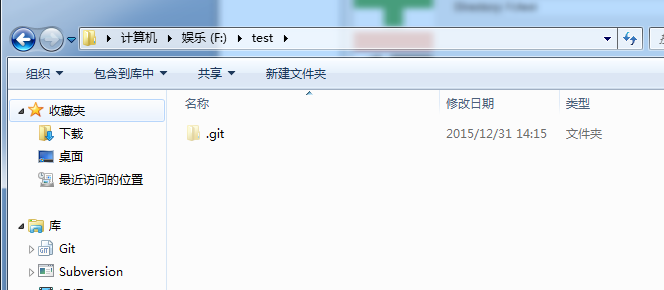 计算机 娱乐 (F:) test
组织 包含到库中 共享 新建文件夹
收藏夹
下载
桌面
最近访问的位置
库
Git
Subversion
名称 修改日期 类型
.git 2015/12/31 14:15 文件夹